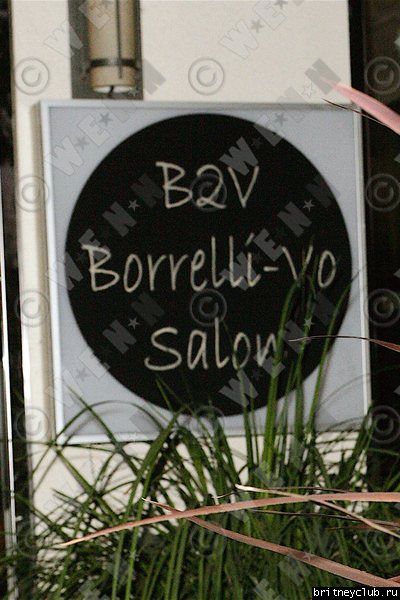 B2V
Borrelli-Vo
Salon
W★E★N★N
britneyclub.ru